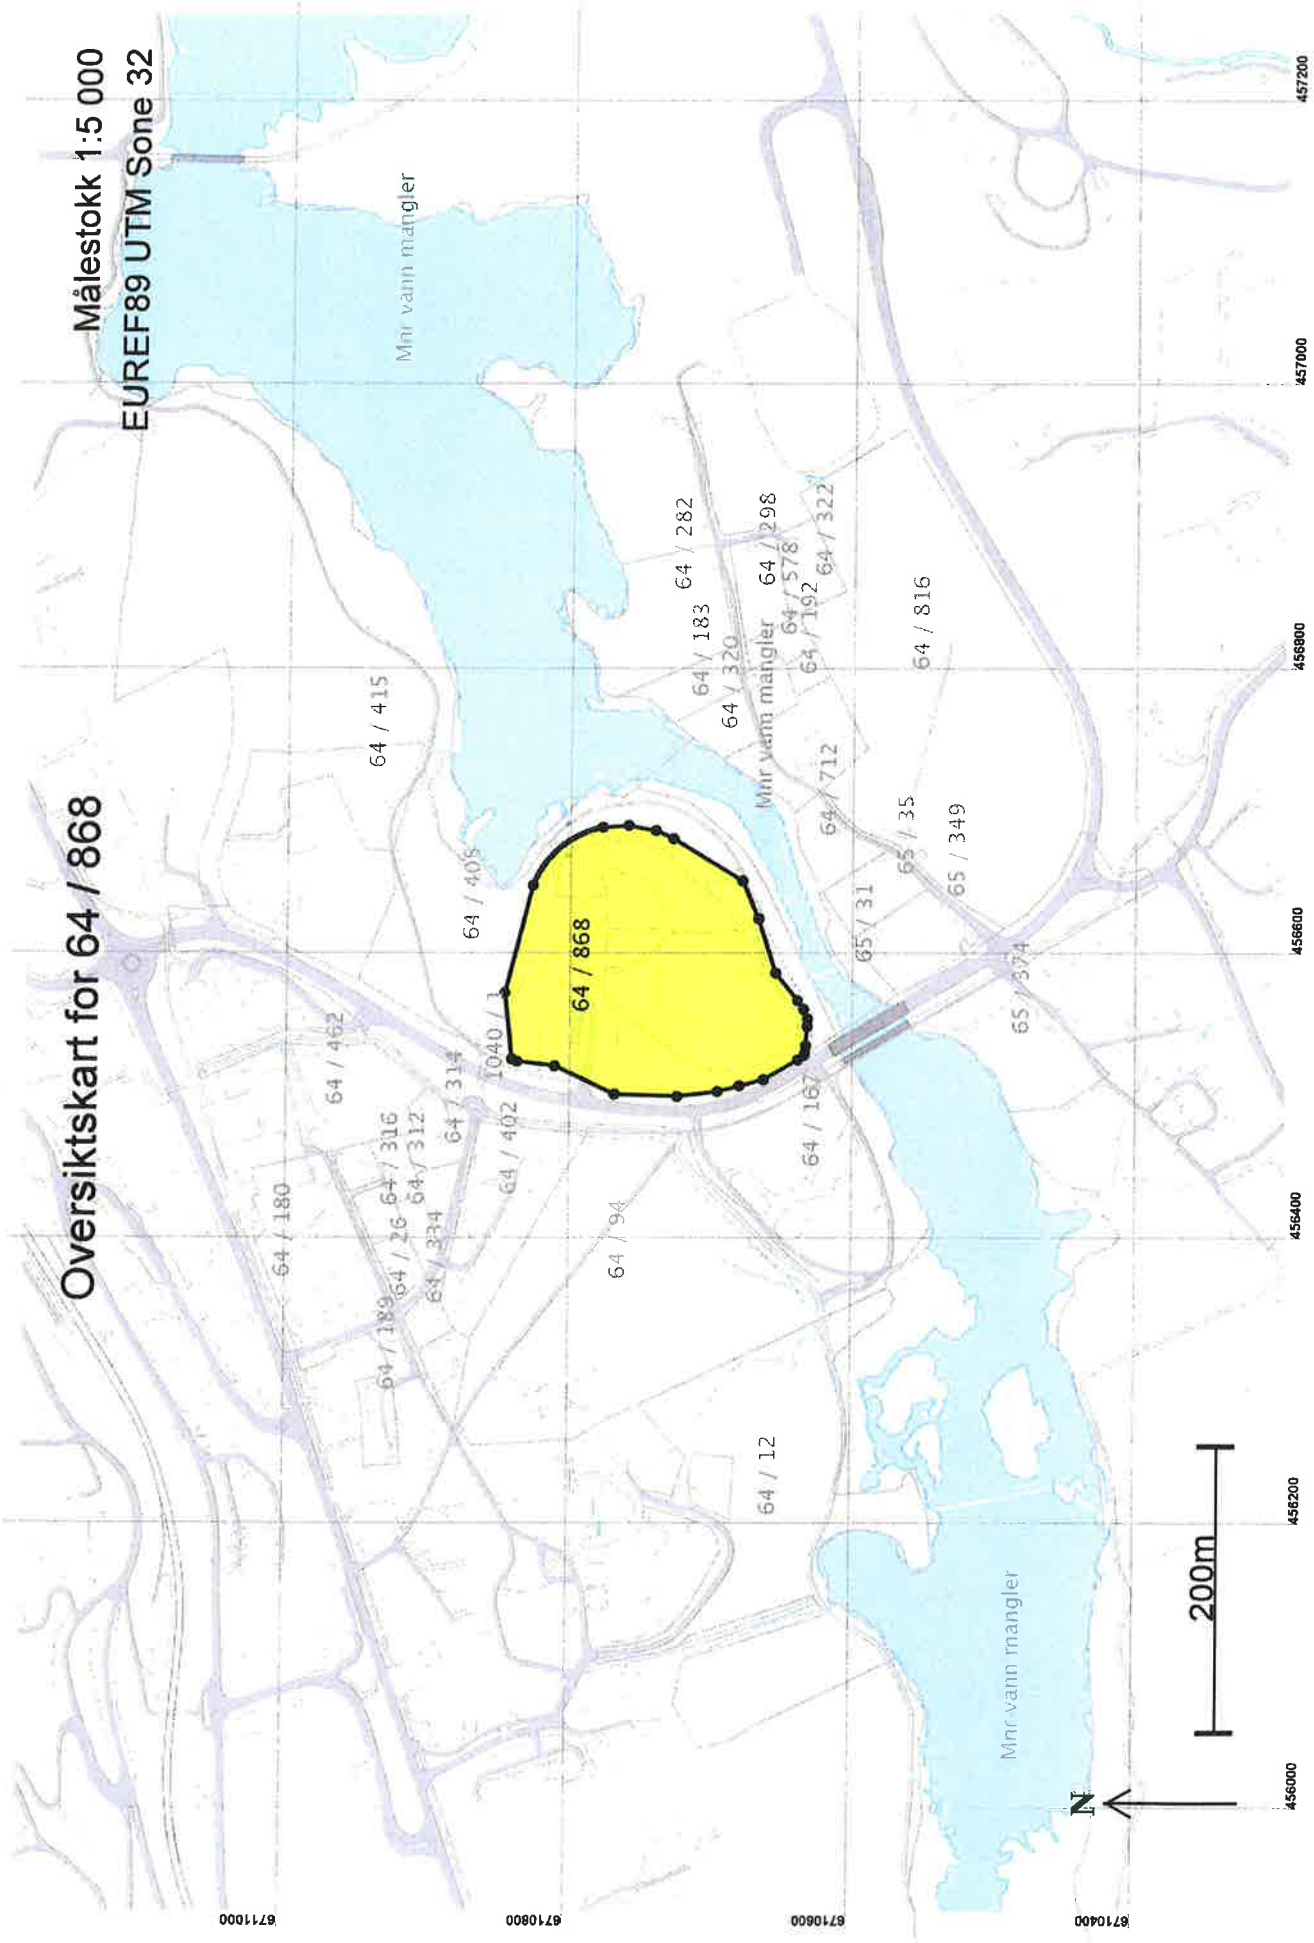 Oversiktskart for 64 / 868
Målestokk 1:5 000
EUREF89 UTM Sone 32
Mnr vann mangler
64 / 415
64 / 405
64 / 462
64 / 180
64 / 316
64 / 314
64 / 312
64 / 26
64 / 334
64 / 189
1040 / 1
64 / 402
64 / 868
64 / 94
64 / 167
64 / 12
64 / 282
64 / 183
64 / 320
64 / 298
64 / 578
64 / 192
64 / 322
Mnr vann mangler
64 / 816
64 / 712
65 / 35
65 / 31
65 / 349
65 / 374
Mnr vann mangler
N
200m
6711000
6710800
6710600
6710400
456000
456200
456400
456600
456800
457000
457200